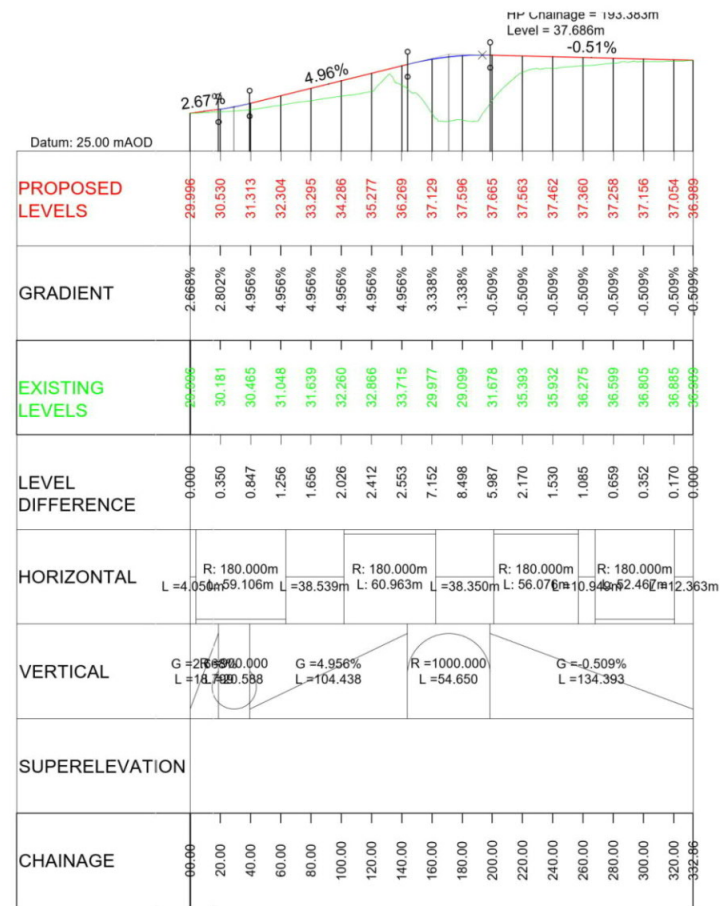 HP Chainage = 193.383m
Level = 37.686m
-0.51%
4.96%
2.67%
Datum: 25.00 mAOD
PROPOSED
LEVELS
29.996 30.530 31.313 32.304 33.295 34.286 35.277 36.269 37.129 37.596 37.665 37.563 37.462 37.360 37.258 37.156 37.054 36.989
GRADIENT
2.668% 2.802% 4.956% 4.956% 4.956% 4.956% 4.956% 4.956% 3.338% 1.338% -0.509% -0.509% -0.509% -0.509% -0.509% -0.509% -0.509% -0.509%
EXISTING
LEVELS
30.181 30.465 31.048 31.639 32.260 32.866 33.715 29.977 29.099 31.678 35.393 35.932 36.275 36.599 36.805 36.885 36.989
LEVEL
DIFFERENCE
0.000 0.350 0.847 1.256 1.656 2.026 2.412 2.553 7.152 8.498 5.987 2.170 1.530 1.085 0.659 0.352 0.170 0.000
HORIZONTAL
R: 180.000m R: 180.000m R: 180.000m R: 180.000m
L =4.050m L: 59.106m L =38.539m L: 60.963m L =38.350m L: 56.076m L: 52.467m L =12.363m
VERTICAL
G =4.956% R =1000.000 G =-0.509%
L =20.588 L =104.438 L =54.650 L =134.393
SUPERELEVATION
CHAINAGE
00.00 20.00 40.00 60.00 80.00 100.00 120.00 140.00 160.00 180.00 200.00 220.00 240.00 260.00 280.00 300.00 320.00 332.86